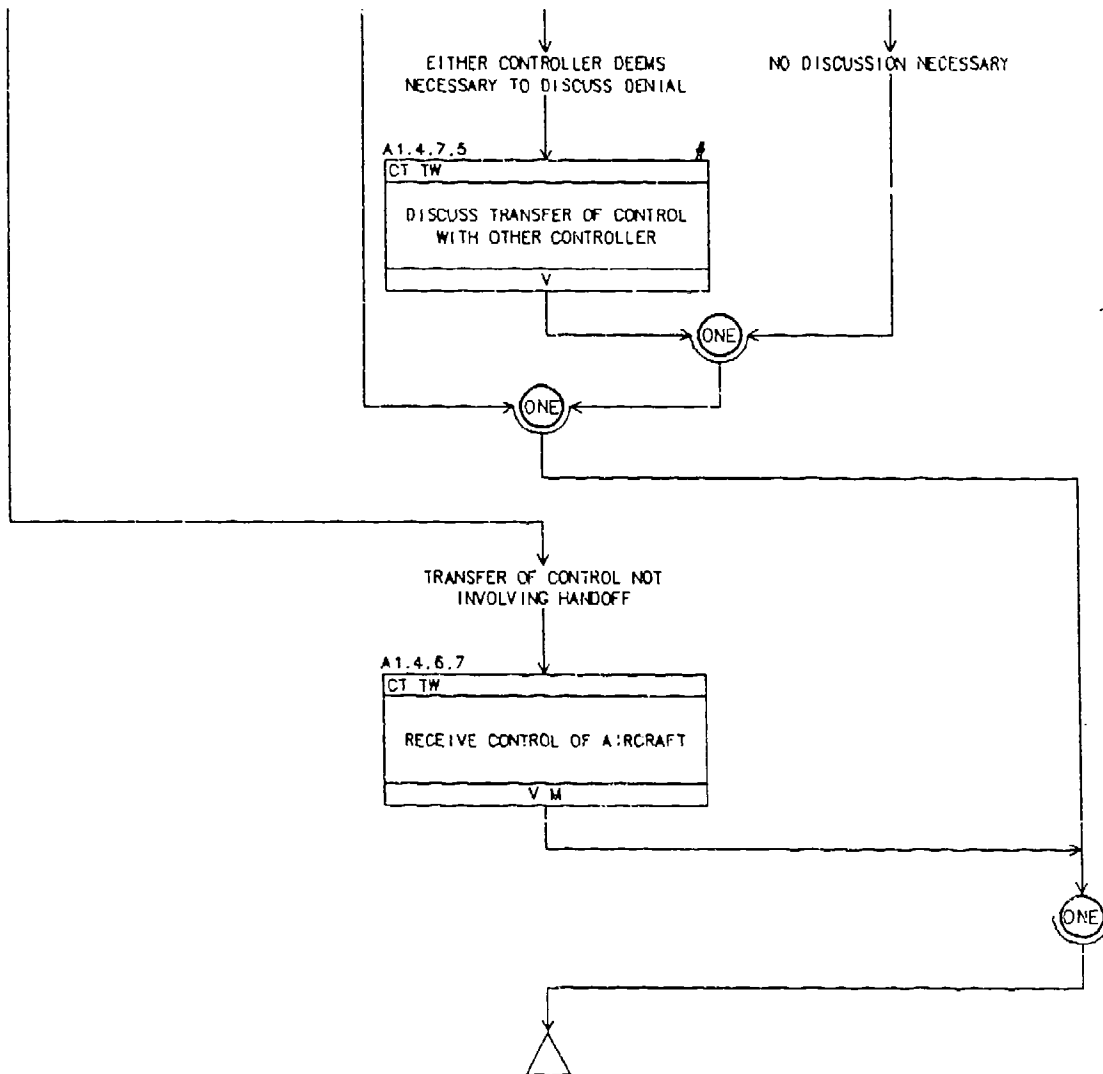 EITHER CONTROLLER DEEMS
NECESSARY TO DISCUSS DENIAL
NO DISCUSSION NECESSARY
A1.4.7.5
CT TW
DISCUSS TRANSFER OF CONTROL
WITH OTHER CONTROLLER
V
ONE
ONE
TRANSFER OF CONTROL NOT
INVOLVING HANDOFF
A1.4.6.7
CT TW
RECEIVE CONTROL OF AIRCRAFT
V M
ONE